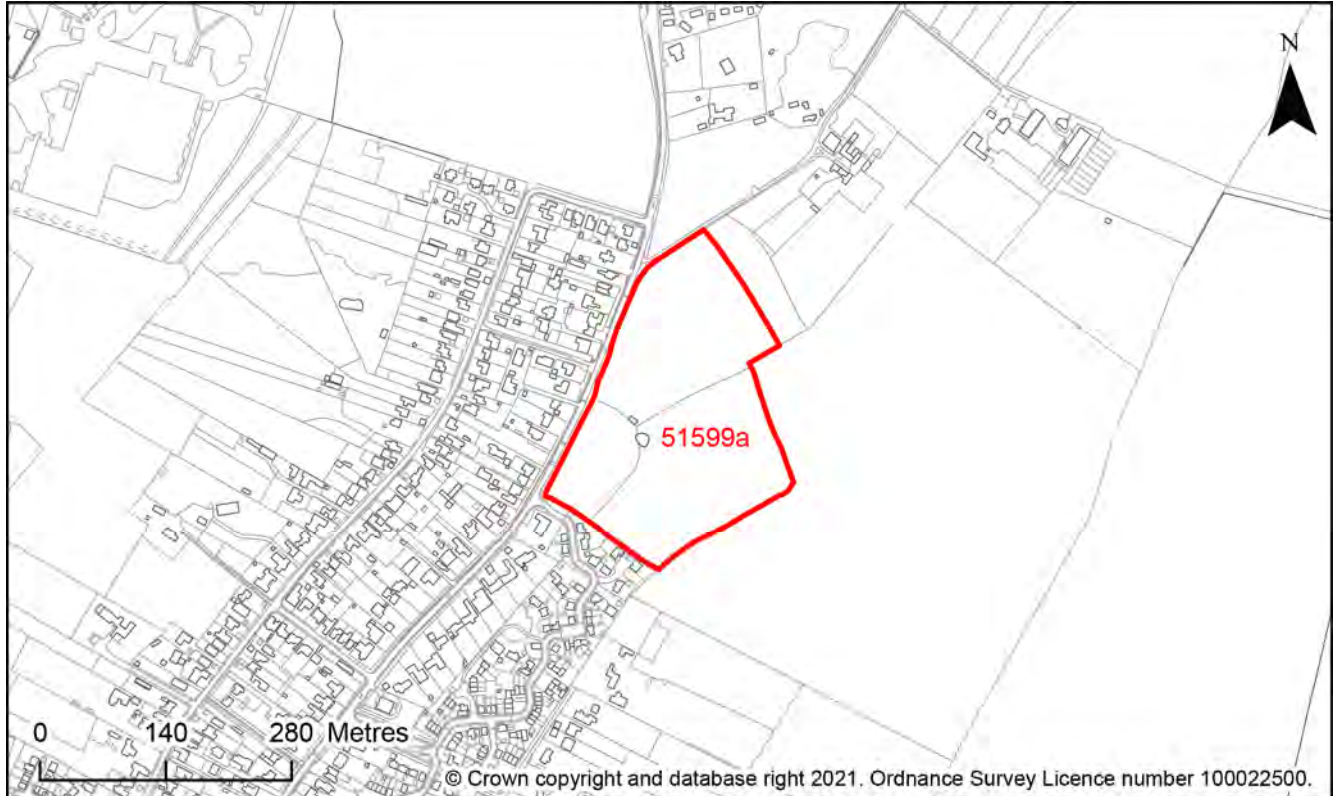 N
51599a
0 140 280 Metres
© Crown copyright and database right 2021. Ordnance Survey Licence number 100022500.